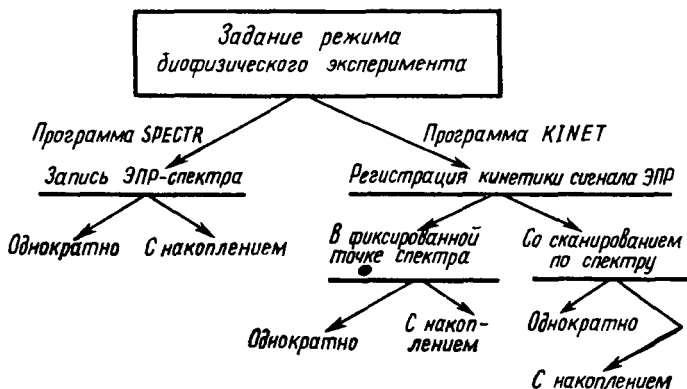 Задание режима
биофизического эксперимента
Программа SPECTR
Программа KINET
Запись ЭПР-спектра
Регистрация кинетики сигнала ЭПР
Однократно
С накоплением
В фиксированной
точке спектра
Со сканированием
по спектру
Однократно
С накоп-
лением
Однократно
С накоплением